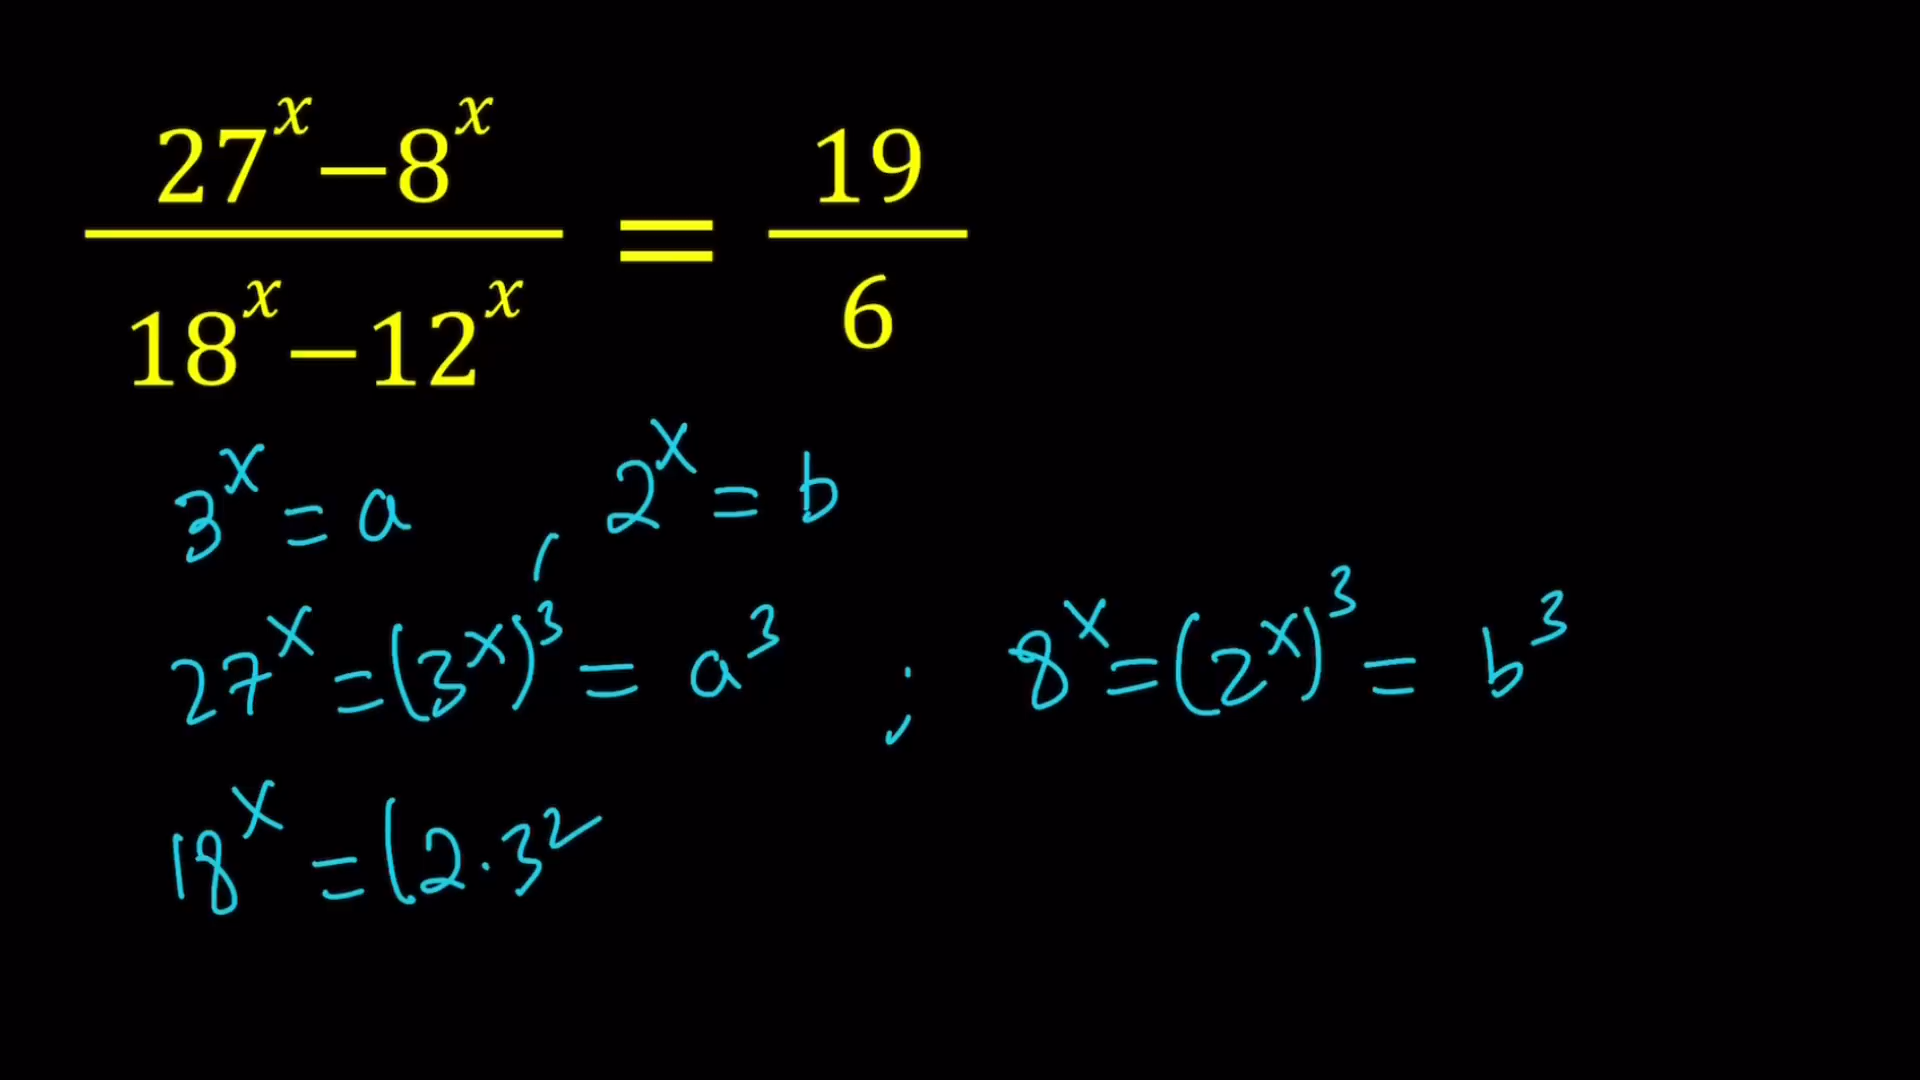 27^x − 8^x / 18^x − 12^x = 19 / 6
3^x = a , 2^x = b
27^x = (3^x)^3 = a^3 ; 8^x = (2^x)^3 = b^3
18^x = (2·3^2